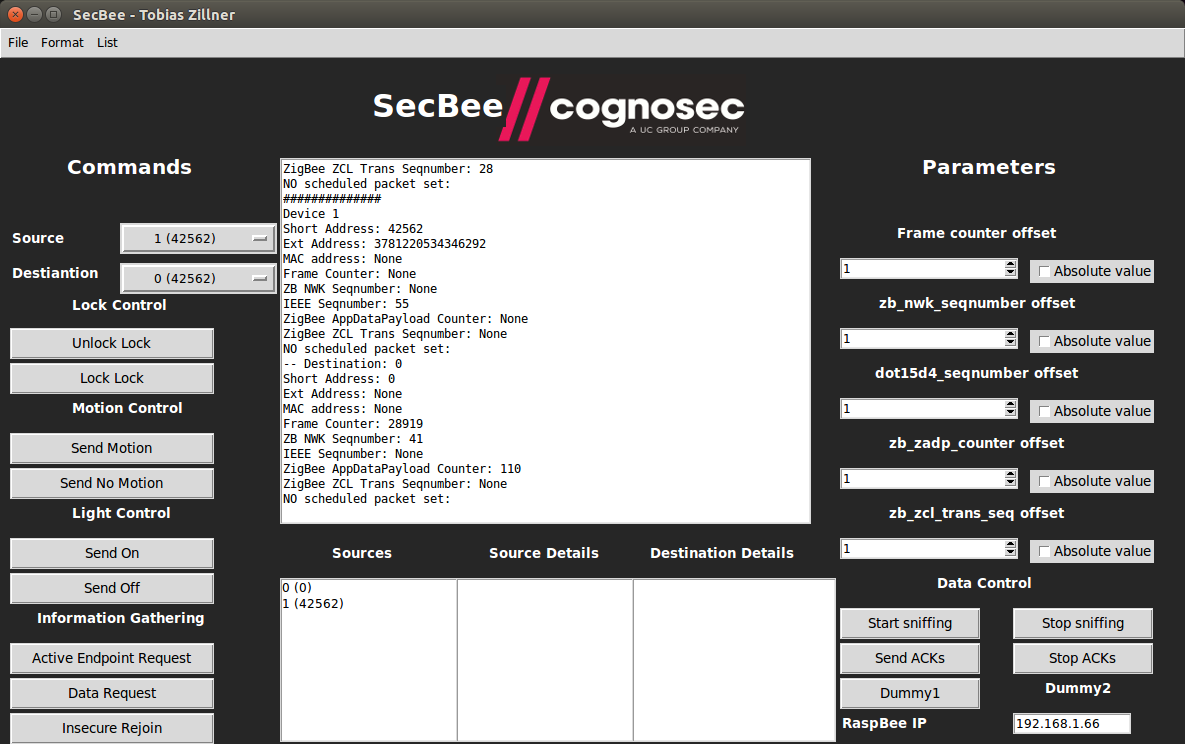 SecBee - Tobias Zillner
File Format List
SecBee
cognosec
A UC GROUP COMPANY
Commands
Source
1 (42562)
Destiantion
0 (42562)
Lock Control
Unlock Lock
Lock Lock
Motion Control
Send Motion
Send No Motion
Light Control
Send On
Send Off
Information Gathering
Active Endpoint Request
Data Request
Insecure Rejoin
ZigBee ZCL Trans Seqnumber: 28
NO scheduled packet set:
##############
Device 1
Short Address: 42562
Ext Address: 3781220534346292
MAC address: None
Frame Counter: None
ZB NWK Seqnumber: None
IEEE Seqnumber: 55
ZigBee AppDataPayload Counter: None
ZigBee ZCL Trans Seqnumber: None
NO scheduled packet set:
-- Destination: 0
Short Address: 0
Ext Address: None
MAC address: None
Frame Counter: 28919
ZB NWK Seqnumber: 41
IEEE Seqnumber: None
ZigBee AppDataPayload Counter: 110
ZigBee ZCL Trans Seqnumber: None
NO scheduled packet set:
Sources
0 (0)
1 (42562)
Source Details
Destination Details
Parameters
Frame counter offset
1
Absolute value
zb_nwk_seqnumber offset
1
Absolute value
dot15d4_seqnumber offset
1
Absolute value
zb_zadp_counter offset
1
Absolute value
zb_zcl_trans_seq offset
1
Absolute value
Data Control
Start sniffing
Stop sniffing
Send ACKs
Stop ACKs
Dummy1
Dummy2
RaspBee IP
192.168.1.66